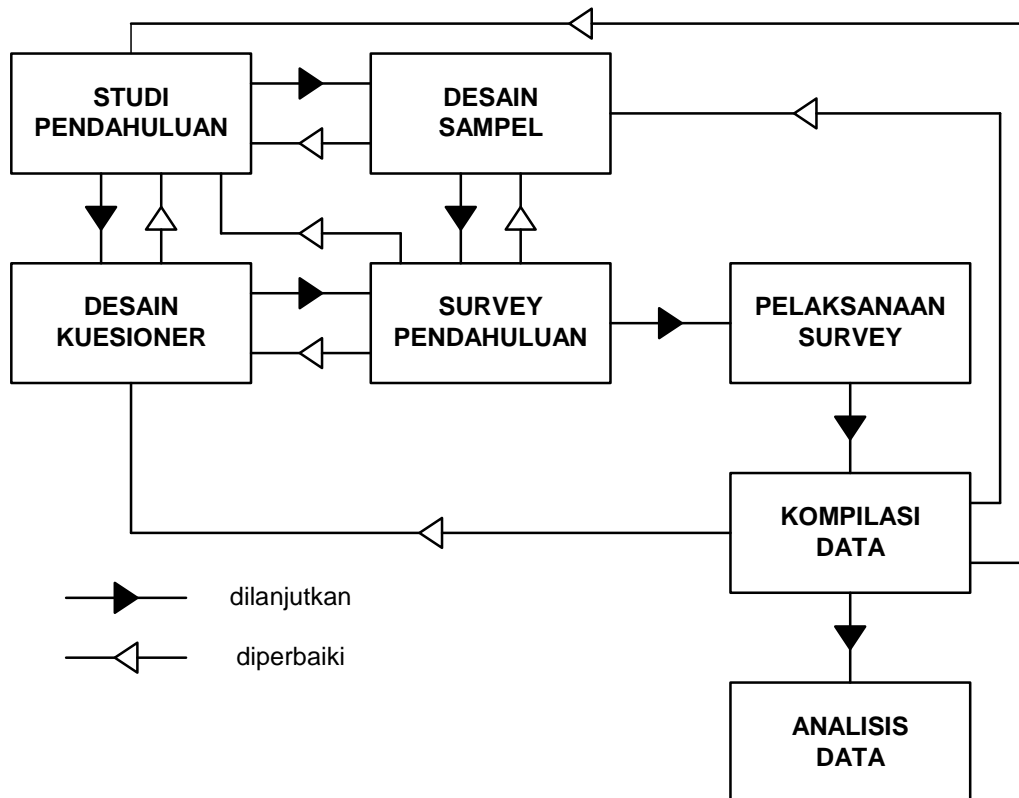 STUDI
PENDAHULUAN
DESAIN
SAMPEL
DESAIN
KUESIONER
SURVEY
PENDAHULUAN
PELAKSANAAN
SURVEY
KOMPILASI
DATA
dilanjutkan
diperbaiki
ANALISIS
DATA